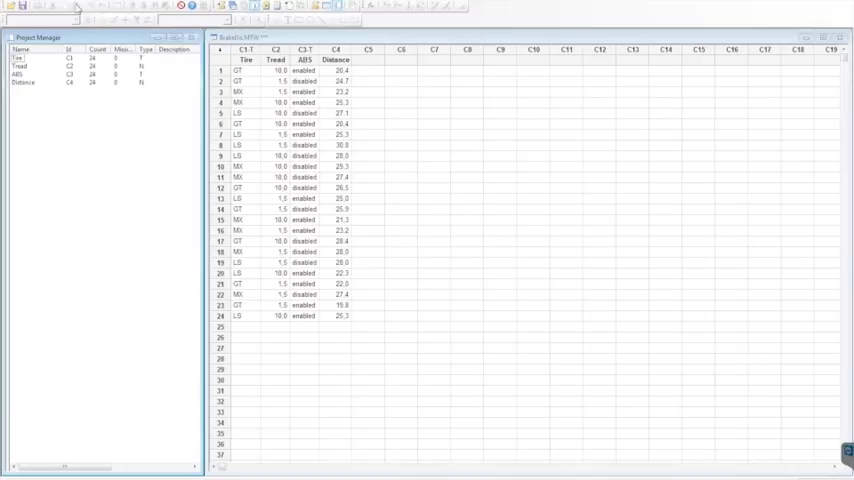 Project Manager
Name Id Count Missi... Type Description
Tire C1 24 0 T
Tread C2 24 0 N
ABS C3 24 0 T
Distance C4 24 0 N
C1-T C2 C3-T C4 C5 C6 C7 C8 C9 C10 C11 C12 C13 C14 C15 C16 C17 C18 C19
Tire Tread ABS Distance
1 GT 10,0 enabled 20,4
2 GT 1,5 disabled 24,7
3 MX 1,5 enabled 23,2
4 MX 10,0 enabled 25,3
5 LS 10,0 disabled 27,1
6 GT 10,0 enabled 20,4
7 LS 1,5 enabled 25,3
8 LS 1,5 disabled 30,8
9 LS 10,0 disabled 28,0
10 MX 10,0 disabled
11 MX 10,0 disabled 27,4
12 GT 10,0 disabled 26,5
13 LS 1,5 enabled 25,0
14 GT 1,5 disabled 25,9
15 MX 10,0 enabled 21,3
16 MX 1,5 enabled 23,2
17 GT 10,0 disabled 28,4
18 MX 1,5 disabled 28,0
19 LS 1,5 disabled 28,0
20 LS 10,0 enabled 22,3
21 GT 1,5 enabled 22,0
22 MX 1,5 disabled 27,4
23 GT 1,5 enabled 19,8
24 LS 10,0 enabled 25,3
25
26
27
28
29
30
31
32
33
34
35
36
37